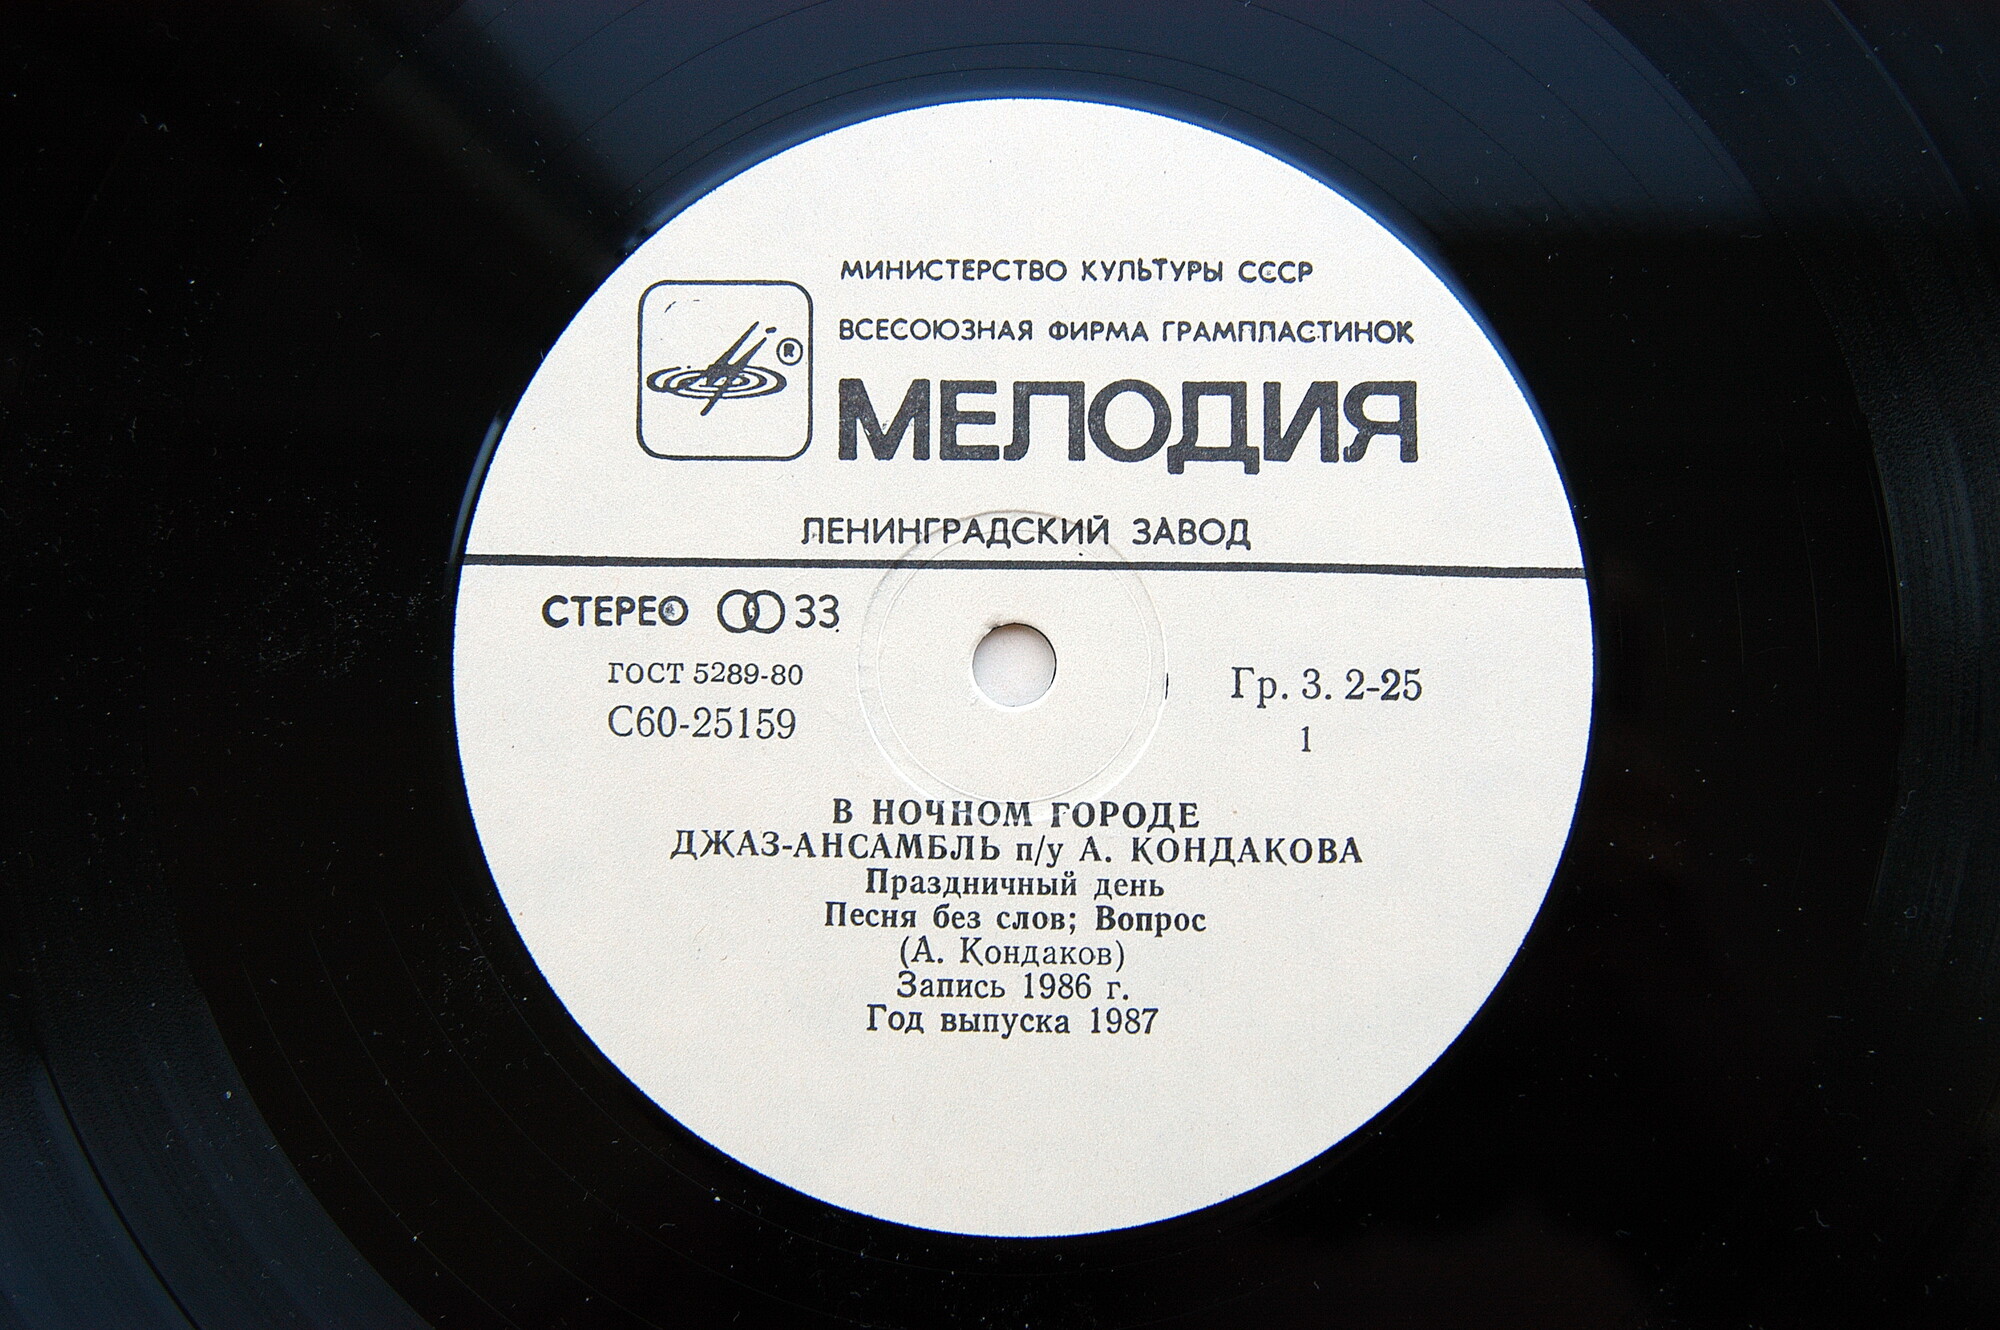 МИНИСТЕРСТВО КУЛЬТУРЫ СССР
ВСЕСОЮЗНАЯ ФИРМА ГРАМПЛАСТИНОК
®
МЕЛОДИЯ
ЛЕНИНГРАДСКИЙ ЗАВОД
СТЕРЕО 33
ГОСТ 5289-80
Гр. 3. 2-25
С60-25159
1
В НОЧНОМ ГОРОДЕ
ДЖАЗ-АНСАМБЛЬ п/у А. КОНДАКОВА
Праздничный день
Песня без слов; Вопрос
(А. Кондаков)
Запись 1986 г.
Год выпуска 1987